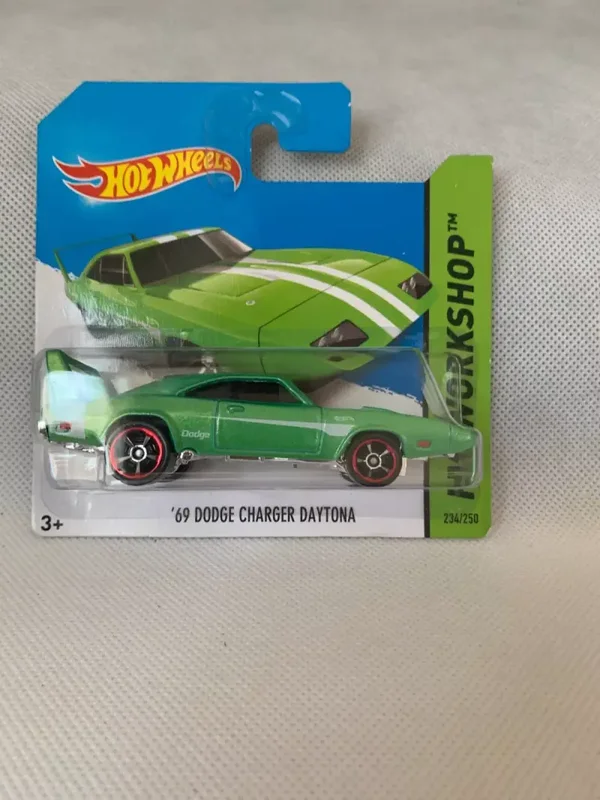 HOT WHEELS
HW WORKSHOP™
Dodge
3+
'69 DODGE CHARGER DAYTONA
234/250